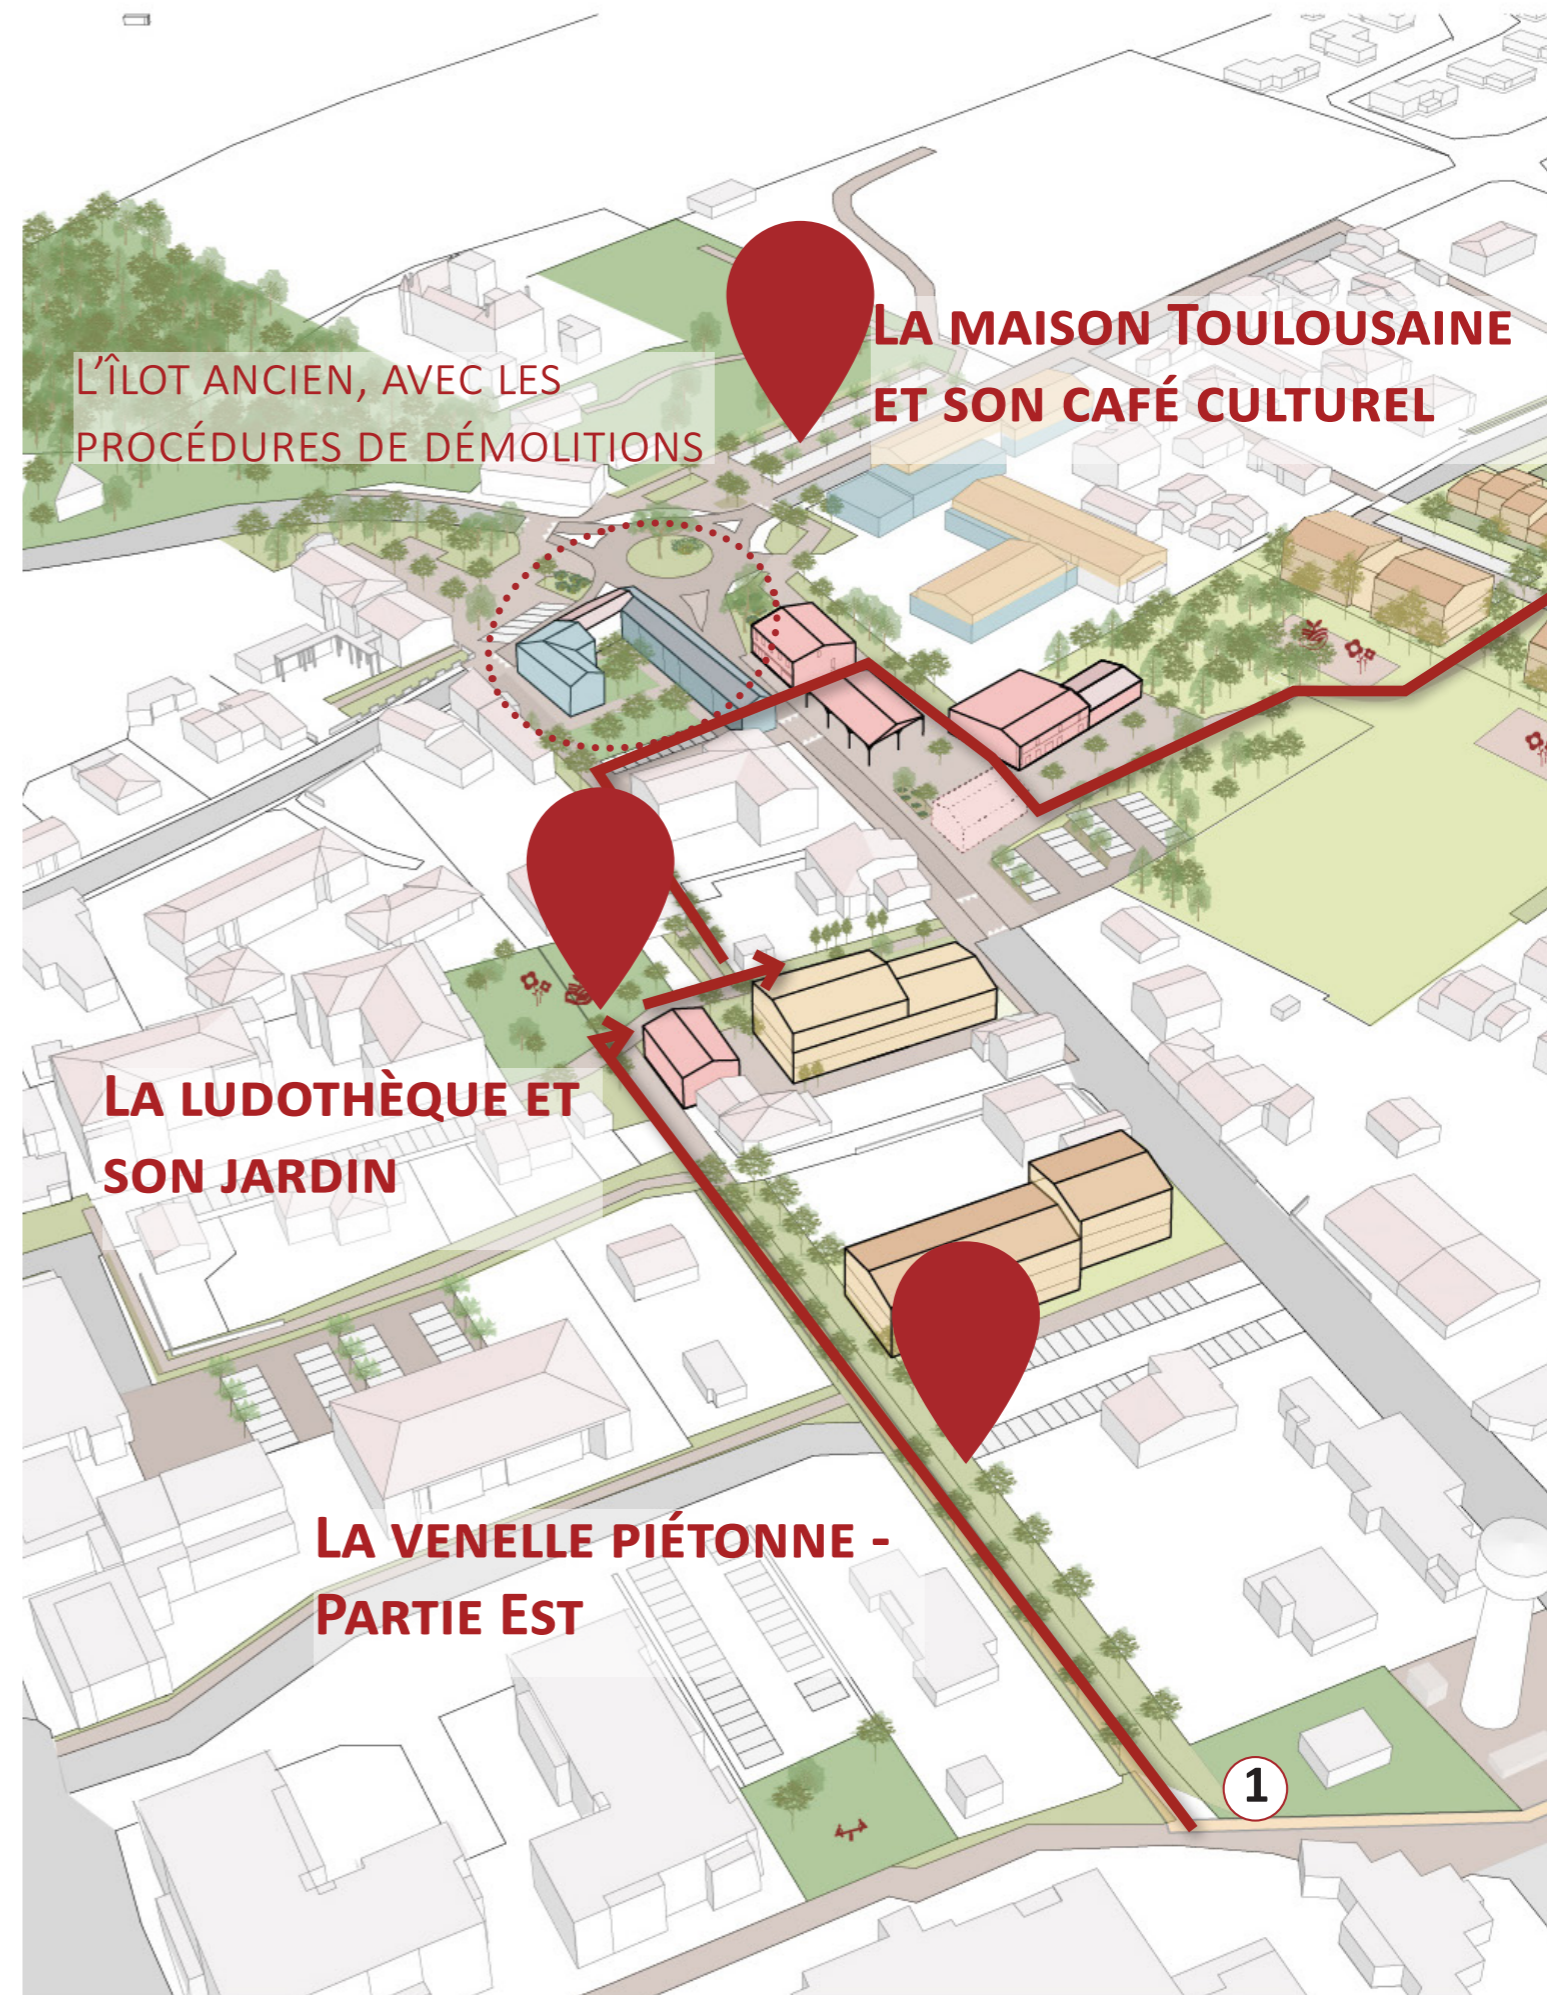 La maison Toulousaine
et son café culturel
L'îlot ancien, avec les
procédures de démolitions
La ludothèque et
son jardin
La venelle piétonne -
Partie Est
1